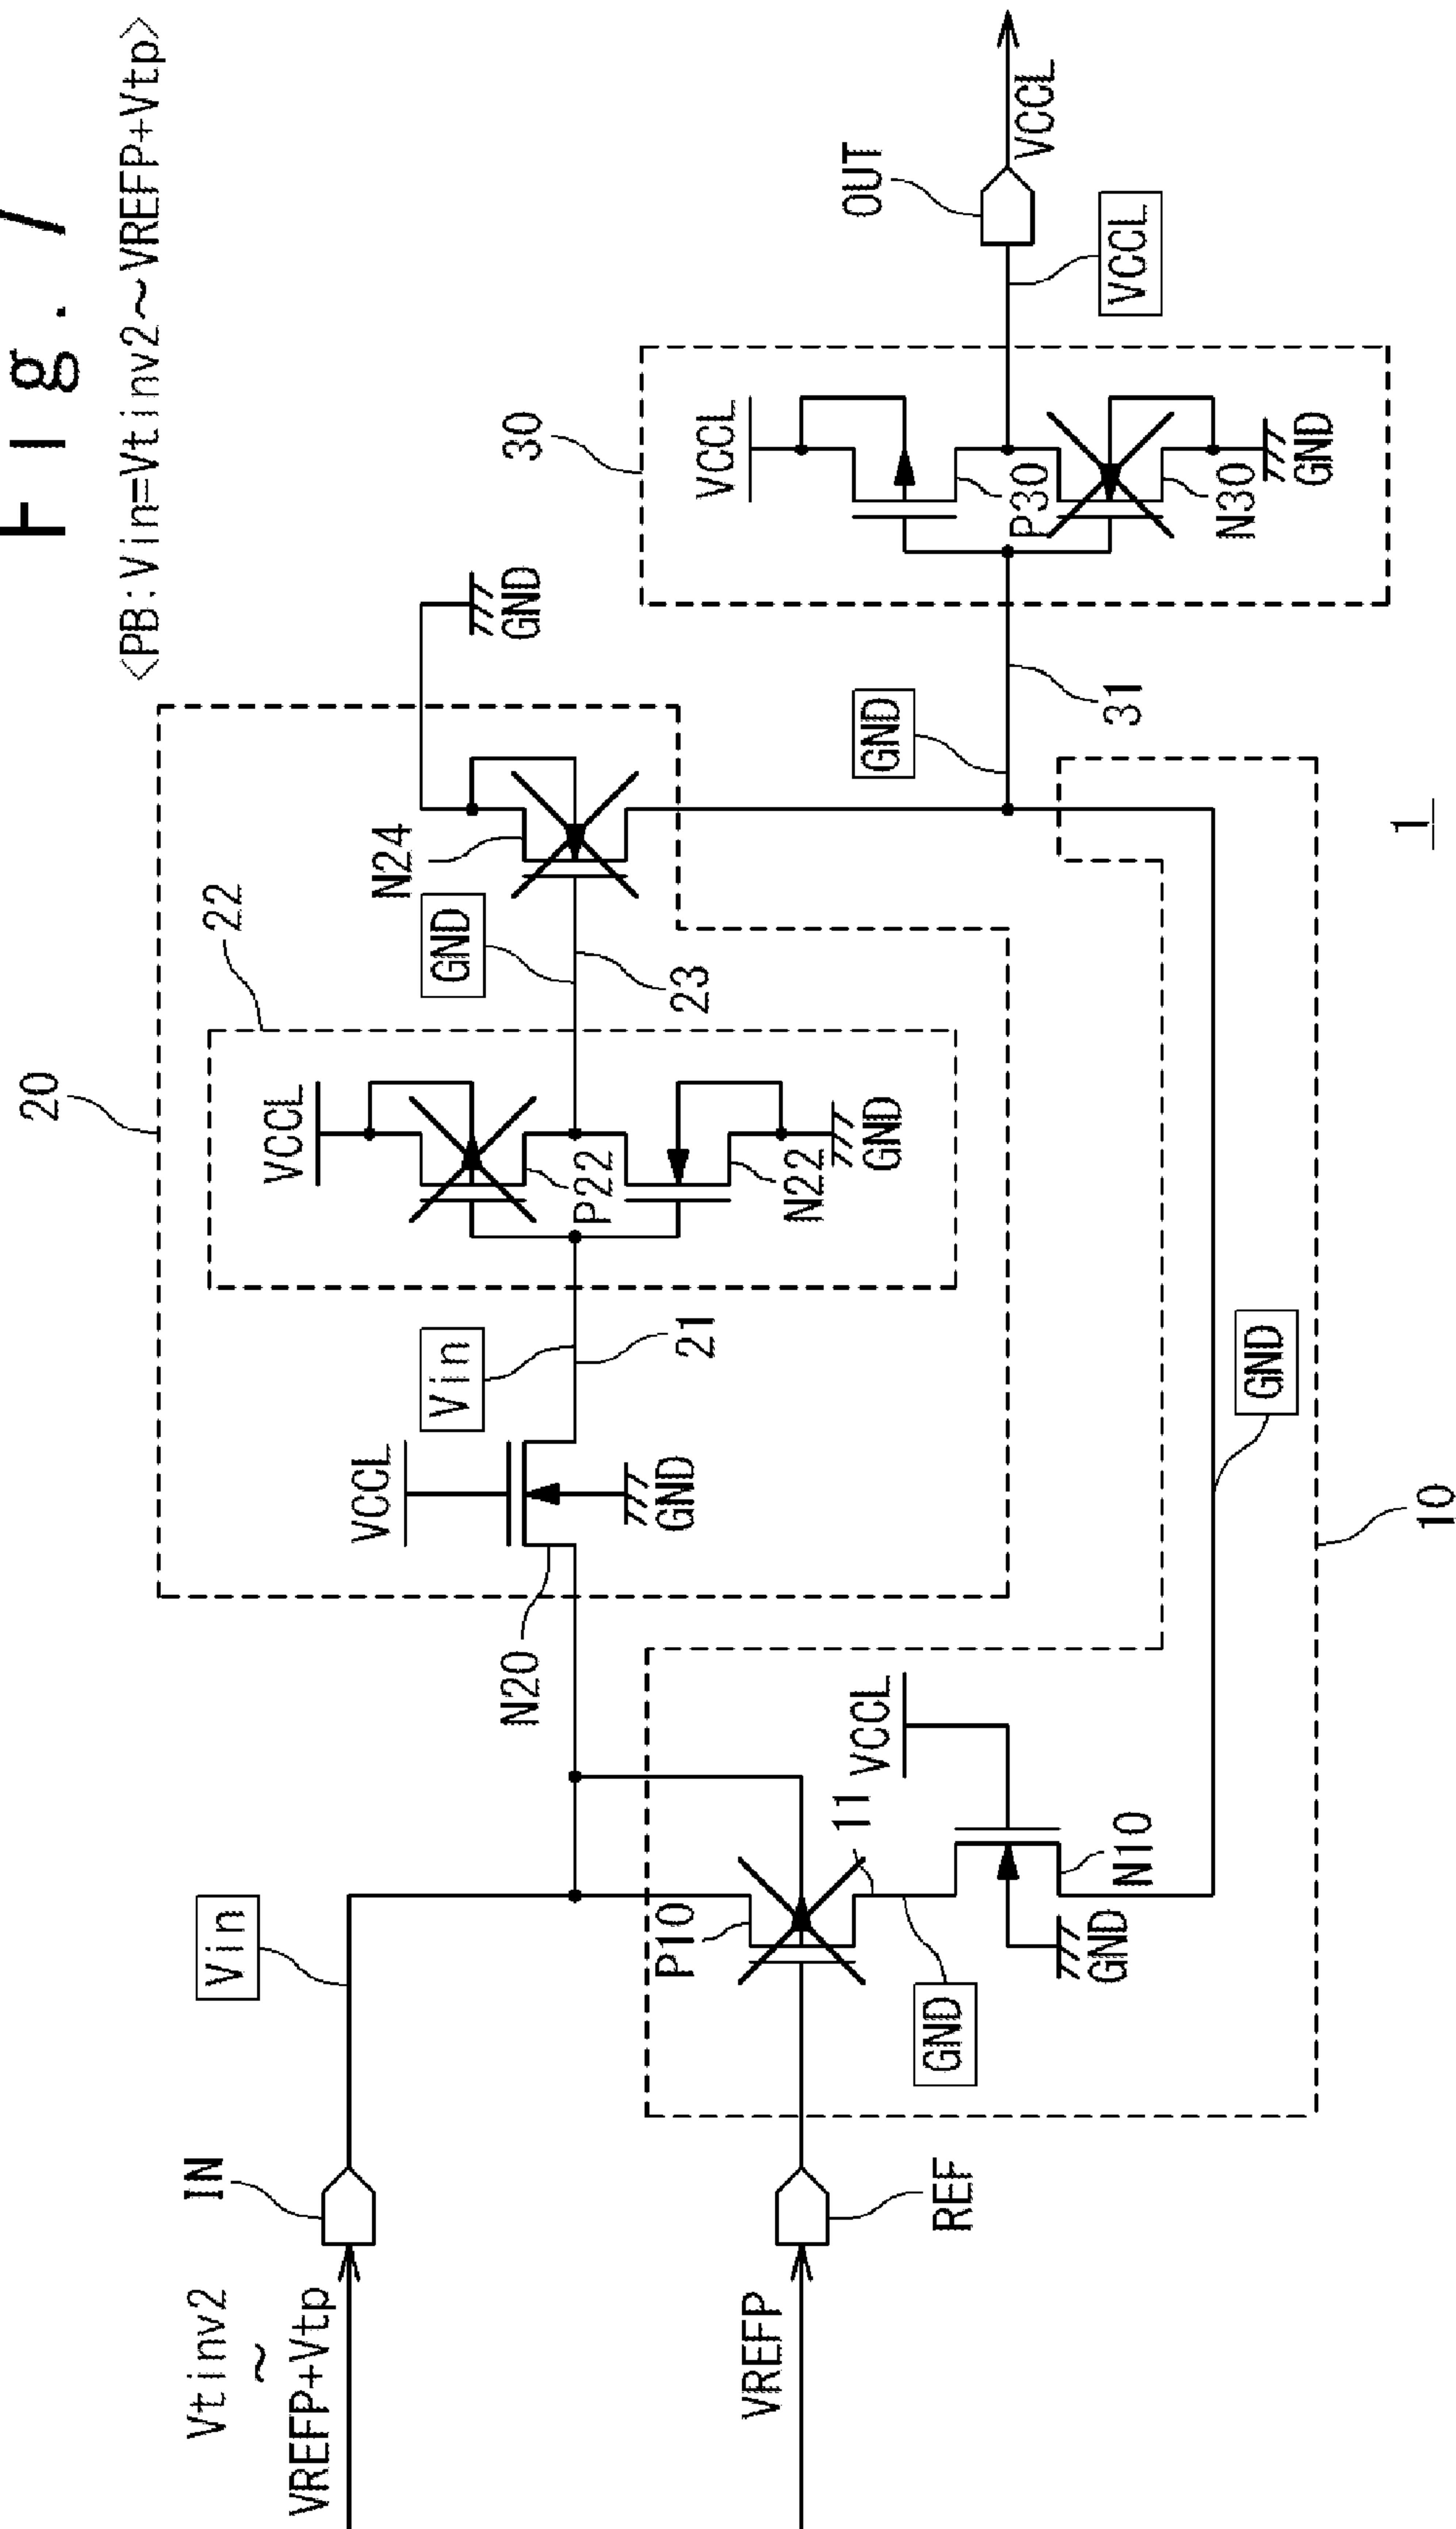 Fig. 7
<PB:Vin=Vtinv2~VREFP+Vtp>
20
22
VCCL
P22
N22
GND
N24
GND
GND
23
Vin
21
VCCL
GND
N20
30
VCCL
P30
N30
GND
OUT
VCCL
VCCL
GND
31
Vin
IN
Vtinv2
~
VREFP+Vtp
P10
11
VCCL
N10
GND
GND
GND
VREFP
REF
10
1